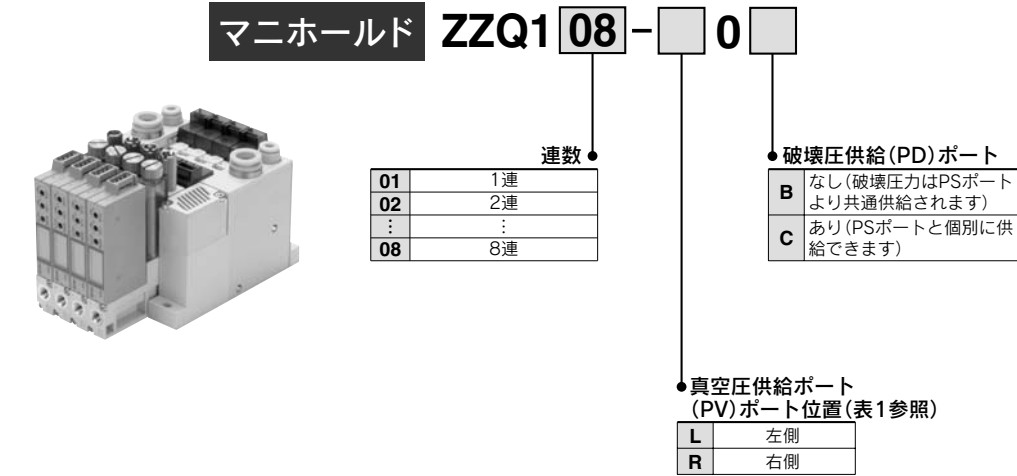 マニホールド ZZQ1 08 - 0
連数
01 1連
02 2連
⋮ ⋮
08 8連
破壊圧供給(PD)ポート
B なし(破壊圧力はPSポート
より共通供給されます)
C あり(PSポートと個別に供
給できます)
真空圧供給ポート
(PV)ポート位置(表1参照)
L 左側
R 右側